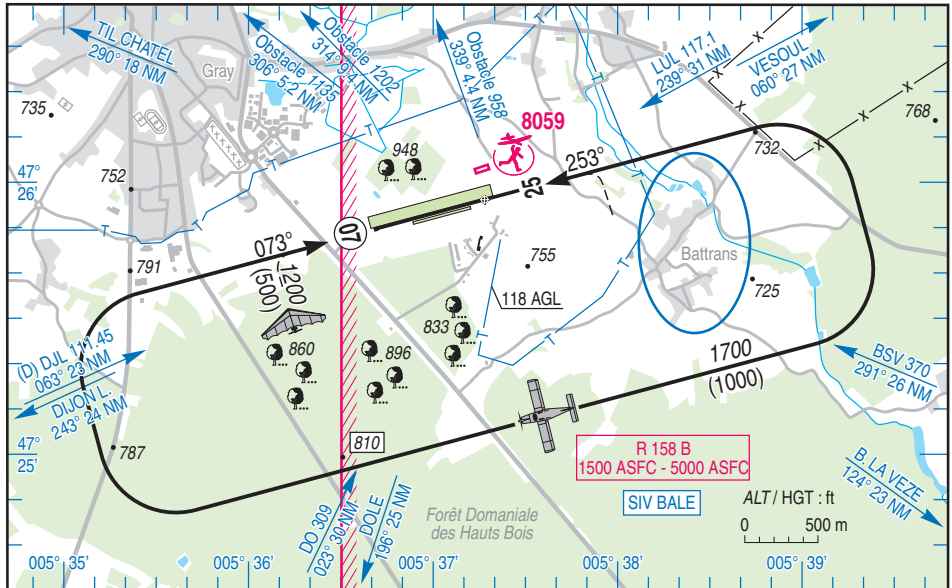 TIL CHATEL
290° 18 NM
Gray
Obstacle 1135
306° 5.2 NM
Obstacle 1202
314° 9.4 NM
Obstacle 958
339° 4.4 NM
LUL 117.1
239° 31 NM
VESOUL
060° 27 NM
735
8059
768
948
732
47°
26'
752
253°
25
47°
26'
T
T
T
T
T
T
T
T
07
073°
791
1200
(500)
755
Battrans
725
118 AGL
833
860
896
1700
(1000)
(D) DJL 111.45
063° 23 NM
DIJON L.
243° 24 NM
BSV 370
291° 26 NM
787
47°
25'
810
R 158 B
1500 ASFC - 5000 ASFC
SIV BALE
ALT / HGT : ft
0 500 m
B. LA VEZE
124° 23 NM
DO 309
023° 30 NM
DOLE
196° 25 NM
Forêt Domaniale
des Hauts Bois
47°
25'
005° 35'
005° 36'
005° 37'
005° 38'
005° 39'